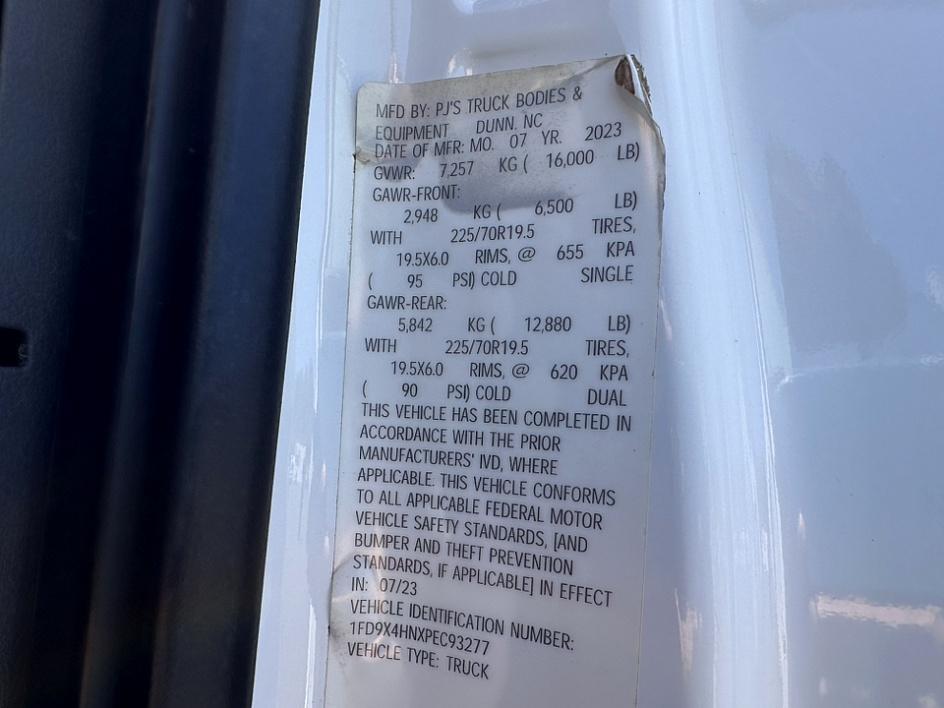 MFD BY: PJ'S TRUCK BODIES &
EQUIPMENT DUNN, NC
DATE OF MFR: MO. 07 YR. 2023
GVWR: 7,257 KG ( 16,000 LB)
GAWR-FRONT:
2,948 KG ( 6,500 LB)
WITH 225/70R19.5 TIRES,
19.5X6.0 RIMS, @ 655 KPA
( 95 PSI) COLD SINGLE
GAWR-REAR:
5,842 KG ( 12,880 LB)
WITH 225/70R19.5 TIRES,
19.5X6.0 RIMS, @ 620 KPA
( 90 PSI) COLD DUAL
THIS VEHICLE HAS BEEN COMPLETED IN
ACCORDANCE WITH THE PRIOR
MANUFACTURERS' IVD, WHERE
APPLICABLE. THIS VEHICLE CONFORMS
TO ALL APPLICABLE FEDERAL MOTOR
VEHICLE SAFETY STANDARDS, [AND
BUMPER AND THEFT PREVENTION
STANDARDS, IF APPLICABLE] IN EFFECT
IN: 07/23
VEHICLE IDENTIFICATION NUMBER:
1FD9X4HNXPEC93277
VEHICLE TYPE: TRUCK